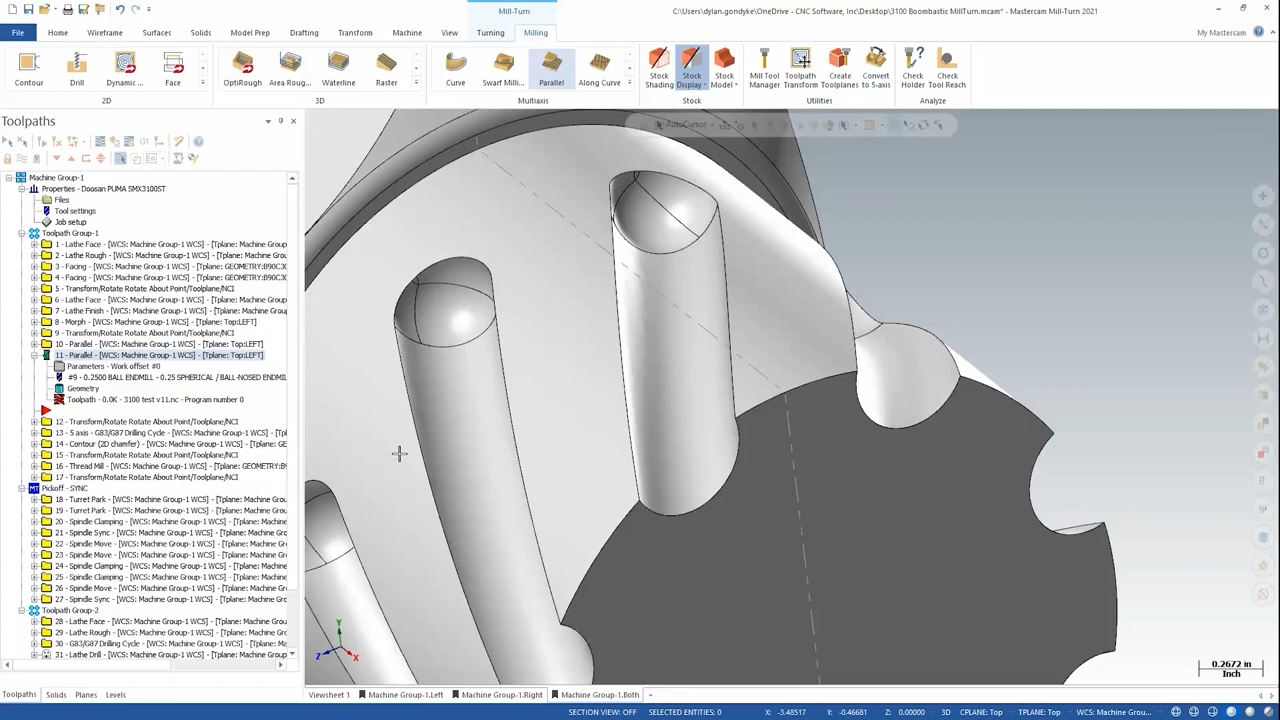 Mill-Turn
C:\Users\dylan.gondyke\OneDrive - CNC Software, Inc\Desktop\3100 Boombastic MillTurn.mcam* - Mastercam Mill-Turn 2021
File
Home
Wireframe
Surfaces
Solids
Model Prep
Drafting
Transform
Machine
View
Turning
Milling
My Mastercam
Contour
Drill
Dynamic ...
Face
OptiRough
Area Roug...
Waterline
Raster
Curve
Swarf Milli...
Parallel
Along Curve
Stock Shading
Stock Display
Stock Model
Mill Tool Manager
Toolpath Transform
Create Toolplanes
Convert to 5-axis
Check Holder
Check Tool Reach
2D
3D
Multiaxis
Stock
Utilities
Analyze
Toolpaths
AutoCursor
G1
Machine Group-1
Properties - Doosan PUMA SMX3100ST
Files
Tool settings
Job setup
Toolpath Group-1
1 - Lathe Face - [WCS: Machine Group-1 WCS] - [Tplane: Machine
2 - Lathe Rough - [WCS: Machine Group-1 WCS] - [Tplane: Machine
3 - Facing - [WCS: Machine Group-1 WCS] - [Tplane: GEOMETRY:B90C30
4 - Facing - [WCS: Machine Group-1 WCS] - [Tplane: GEOMETRY:B90C3
5 - Transform/Rotate Rotate About Point/Toolplane/NCI
6 - Lathe Face - [WCS: Machine Group-1 WCS] - [Tplane: Machine
7 - Lathe Finish - [WCS: Machine Group-1 WCS] - [Tplane: Machine
8 - Morph - [WCS: Machine Group-1 WCS] - [Tplane: Top:LEFT]
9 - Transform/Rotate Rotate About Point/Toolplane/NCI
10 - Parallel - [WCS: Machine Group-1 WCS] - [Tplane: Top:LEFT]
11 - Parallel - [WCS: Machine Group-1 WCS] - [Tplane: Top:LEFT]
Parameters - Work offset #0
#9 - 0.2500 BALL ENDMILL - 0.25 SPHERICAL / BALL-NOSED ENDMIL
Geometry
Toolpath - 0.0K - 3100 test v11.nc - Program number 0
12 - Transform/Rotate Rotate About Point/Toolplane/NCI
13 - 5 axis - G83/G87 Drilling Cycle - [WCS: Machine Group-1 WCS] - [T
14 - Contour (2D chamfer) - [WCS: Machine Group-1 WCS] - [Tplane: GE
15 - Transform/Rotate Rotate About Point/Toolplane/NCI
16 - Thread Mill - [WCS: Machine Group-1 WCS] - [Tplane: GEOMETRY:B9
17 - Transform/Rotate Rotate About Point/Toolplane/NCI
Pickoff - SYNC
18 - Turret Park - [WCS: Machine Group-1 WCS] - [Tplane: Machine Grou
19 - Turret Park - [WCS: Machine Group-1 WCS] - [Tplane: Machine Grou
20 - Spindle Clamping - [WCS: Machine Group-1 WCS] - [Tplane: Machine
21 - Spindle Sync - [WCS: Machine Group-1 WCS] - [Tplane: Machine
22 - Spindle Move - [WCS: Machine Group-1 WCS] - [Tplane: Machine
23 - Spindle Move - [WCS: Machine Group-1 WCS] - [Tplane: Machine
24 - Spindle Clamping - [WCS: Machine Group-1 WCS] - [Tplane: Machine
25 - Spindle Clamping - [WCS: Machine Group-1 WCS] - [Tplane: Machine
26 - Spindle Move - [WCS: Machine Group-1 WCS] - [Tplane: Machine
27 - Spindle Sync - [WCS: Machine Group-1 WCS] - [Tplane: Machine
Toolpath Group-2
28 - Lathe Face - [WCS: Machine Group-1 WCS] - [Tplane: Machine
29 - Lathe Rough - [WCS: Machine Group-1 WCS] - [Tplane: Machine
30 - G83/G87 Drilling Cycle - [WCS: Machine Group-1 WCS] - [Tplane:
31 - Lathe Drill - [WCS: Machine Group-1 WCS] - [Tplane: Machine
Y
Z
X
0.2672 in
Inch
Toolpaths
Solids
Planes
Levels
Viewsheet 1
Machine Group-1.Left
Machine Group-1.Right
Machine Group-1.Both
SECTION VIEW: OFF
SELECTED ENTITIES: 0
X: -3.48517
Y: -0.46681
Z: 0.00000
3D
CPLANE: Top
TPLANE: Top
WCS: Machine Group-1...